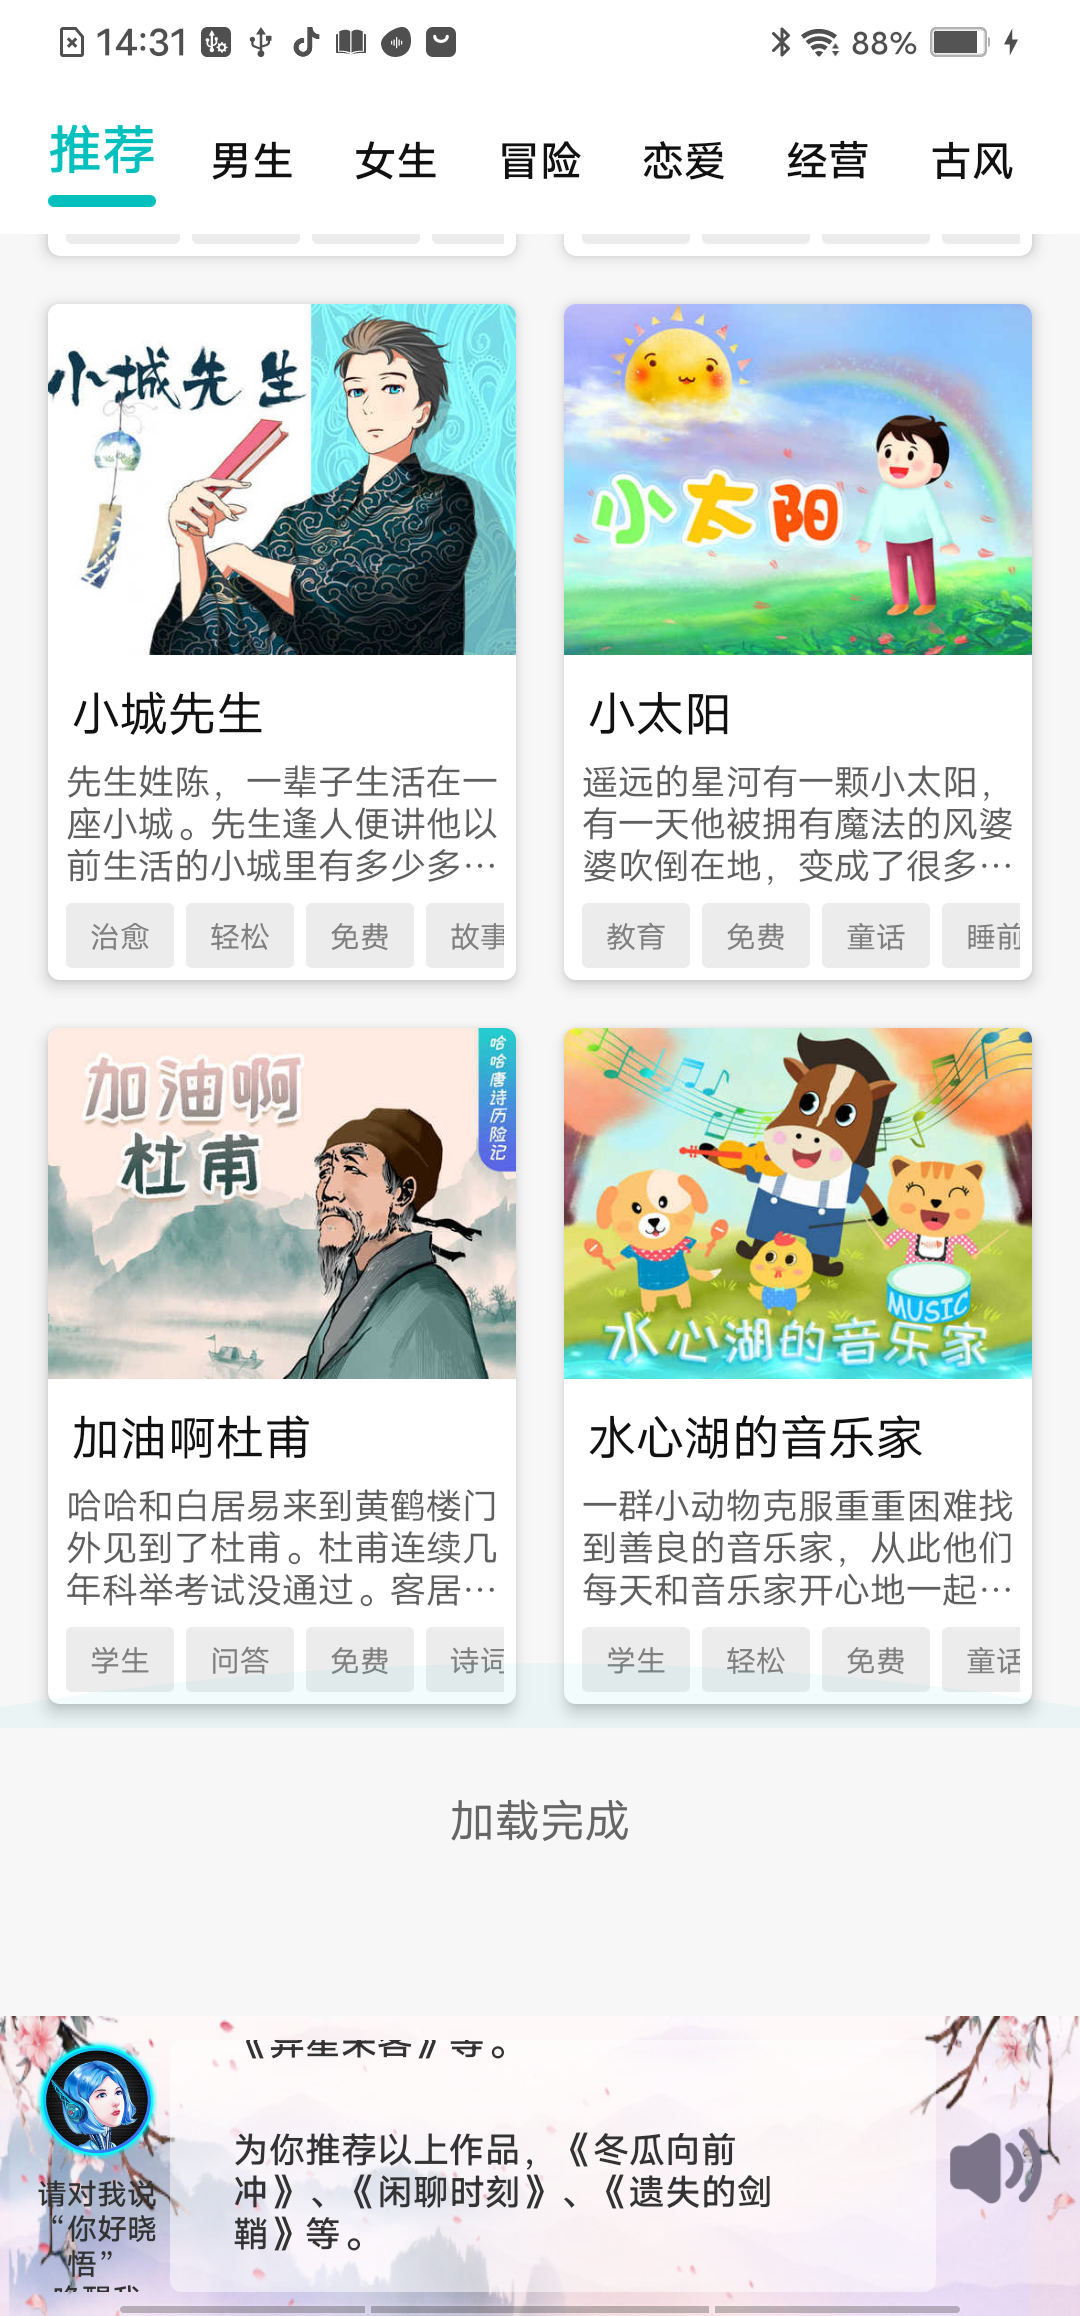 14:31
88%
推荐
男生
女生
冒险
恋爱
经营
古风
小城先生
小城先生
先生姓陈，一辈子生活在一
座小城。先生逢人便讲他以
前生活的小城里有多少多…
治愈
轻松
免费
故事
小太阳
小太阳
遥远的星河有一颗小太阳，
有一天他被拥有魔法的风婆
婆吹倒在地，变成了很多…
教育
免费
童话
睡前
加油啊
杜甫
哈哈唐诗历险记
加油啊杜甫
哈哈和白居易来到黄鹤楼门
外见到了杜甫。杜甫连续几
年科举考试没通过。客居…
学生
问答
免费
诗词
MUSIC
水心湖的音乐家
水心湖的音乐家
一群小动物克服重重困难找
到善良的音乐家，从此他们
每天和音乐家开心地一起…
学生
轻松
免费
童话
加载完成
《异星来客》等。
为你推荐以上作品，《冬瓜向前
冲》、《闲聊时刻》、《遗失的剑
鞘》等。
请对我说
“你好晓
悟”
唤醒我